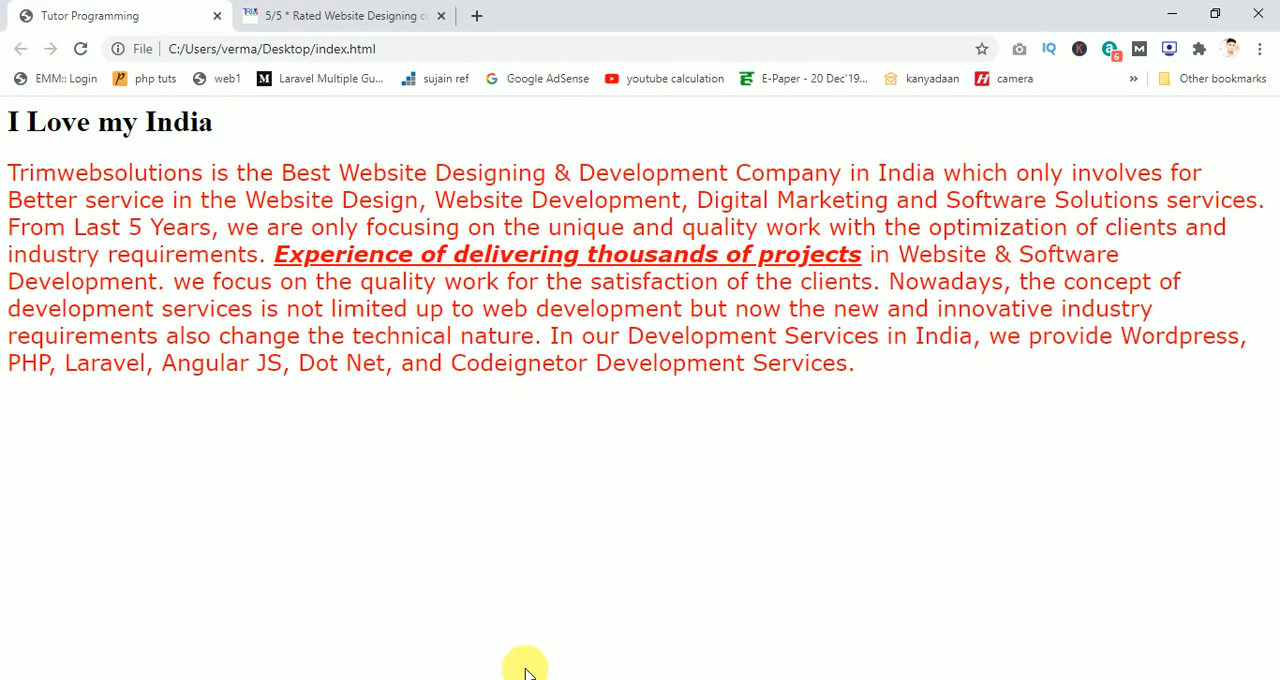 Tutor Programming
5/5 * Rated Website Designing c
File C:/Users/verma/Desktop/index.html
IQ K a 6 M
EMM:: Login php tuts web1 Laravel Multiple Gu... sujain ref Google AdSense youtube calculation E-Paper - 20 Dec'19... kanyadaan camera » Other bookmarks
I Love my India
Trimwebsolutions is the Best Website Designing & Development Company in India which only involves for
Better service in the Website Design, Website Development, Digital Marketing and Software Solutions services.
From Last 5 Years, we are only focusing on the unique and quality work with the optimization of clients and
industry requirements. Experience of delivering thousands of projects in Website & Software
Development. we focus on the quality work for the satisfaction of the clients. Nowadays, the concept of
development services is not limited up to web development but now the new and innovative industry
requirements also change the technical nature. In our Development Services in India, we provide Wordpress,
PHP, Laravel, Angular JS, Dot Net, and Codeignetor Development Services.